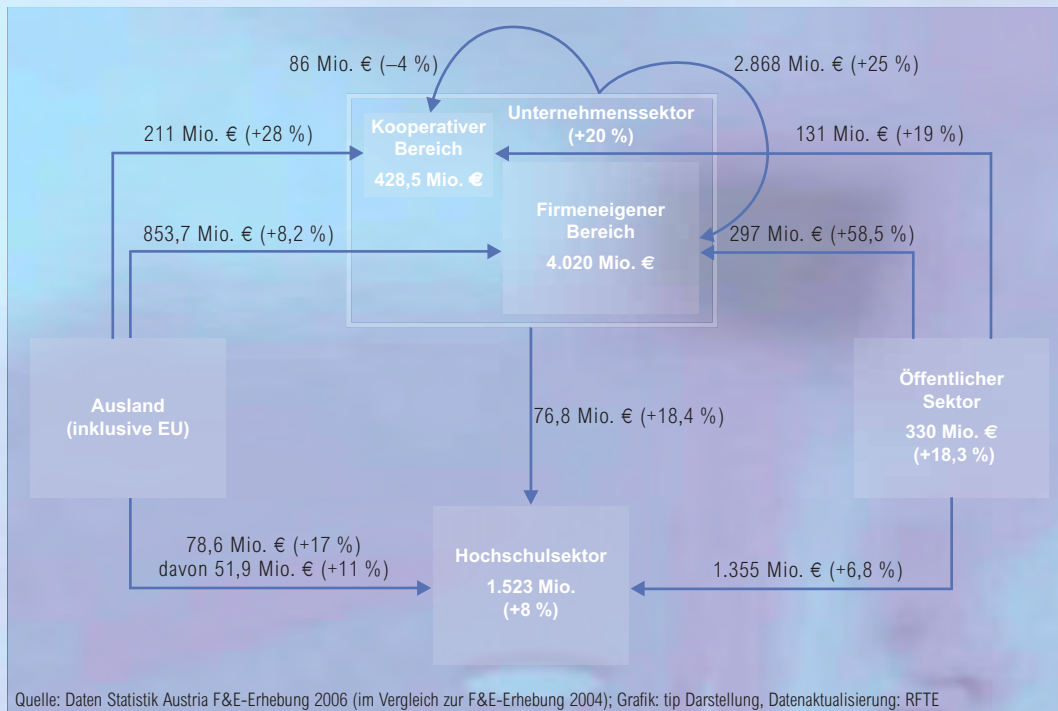 86 Mio. € (–4 %)
2.868 Mio. € (+25 %)
211 Mio. € (+28 %)
Kooperativer
Bereich
428,5 Mio. €
Unternehmenssektor
(+20 %)
131 Mio. € (+19 %)
853,7 Mio. € (+8,2 %)
Firmeneigener
Bereich
4.020 Mio. €
297 Mio. € (+58,5 %)
Ausland
(inklusive EU)
76,8 Mio. € (+18,4 %)
Öffentlicher
Sektor
330 Mio. €
(+18,3 %)
78,6 Mio. € (+17 %)
davon 51,9 Mio. € (+11 %)
Hochschulsektor
1.523 Mio.
(+8 %)
1.355 Mio. € (+6,8 %)
Quelle: Daten Statistik Austria F&E-Erhebung 2006 (im Vergleich zur F&E-Erhebung 2004); Grafik: tip Darstellung, Datenaktualisierung: RFTE